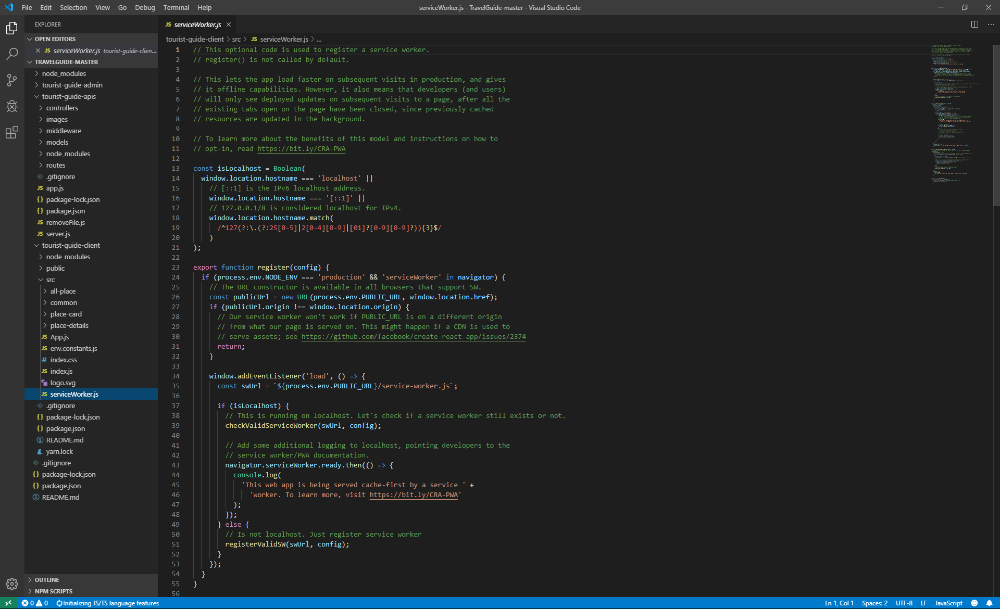 File Edit Selection View Go Debug Terminal Help
serviceWorker.js - TravelGuide-master - Visual Studio Code
EXPLORER
OPEN EDITORS
JS serviceWorker.js tourist-guide-clien...
TRAVELGUIDE-MASTER
node_modules
tourist-guide-admin
tourist-guide-apis
controllers
images
middleware
models
node_modules
routes
.gitignore
JS app.js
{} package-lock.json
{} package.json
JS removeFile.js
JS server.js
tourist-guide-client
node_modules
public
src
all-place
common
place-card
place-details
JS App.js
JS env.constants.js
# index.css
JS index.js
logo.svg
JS serviceWorker.js
.gitignore
{} package-lock.json
{} package.json
README.md
yarn.lock
.gitignore
{} package-lock.json
{} package.json
README.md
OUTLINE
NPM SCRIPTS
JS serviceWorker.js
tourist-guide-client > src > JS serviceWorker.js > ...
1 // This optional code is used to register a service worker.
2 // register() is not called by default.
3
4 // This lets the app load faster on subsequent visits in production, and gives
5 // it offline capabilities. However, it also means that developers (and users)
6 // will only see deployed updates on subsequent visits to a page, after all the
7 // existing tabs open on the page have been closed, since previously cached
8 // resources are updated in the background.
9
10 // To learn more about the benefits of this model and instructions on how to
11 // opt-in, read https://bit.ly/CRA-PWA
12
13 const isLocalhost = Boolean(
14 window.location.hostname === 'localhost' ||
15 // [::1] is the IPv6 localhost address.
16 window.location.hostname === '[::1]' ||
17 // 127.0.0.1/8 is considered localhost for IPv4.
18 window.location.hostname.match(
19 /^127(?:\.(?:25[0-5]|2[0-4][0-9]|[01]?[0-9][0-9]?)){3}$/
20 )
21 );
22
23 export function register(config) {
24 if (process.env.NODE_ENV === 'production' && 'serviceWorker' in navigator) {
25 // The URL constructor is available in all browsers that support SW.
26 const publicUrl = new URL(process.env.PUBLIC_URL, window.location.href);
27 if (publicUrl.origin !== window.location.origin) {
28 // Our service worker won't work if PUBLIC_URL is on a different origin
29 // from what our page is served on. This might happen if a CDN is used to
30 // serve assets; see https://github.com/facebook/create-react-app/issues/2374
31 return;
32 }
33
34 window.addEventListener('load', () => {
35 const swUrl = `${process.env.PUBLIC_URL}/service-worker.js`;
36
37 if (isLocalhost) {
38 // This is running on localhost. Let's check if a service worker still exists or not.
39 checkValidServiceWorker(swUrl, config);
40
41 // Add some additional logging to localhost, pointing developers to the
42 // service worker/PWA documentation.
43 navigator.serviceWorker.ready.then(() => {
44 console.log(
45 'This web app is being served cache-first by a service ' +
46 'worker. To learn more, visit https://bit.ly/CRA-PWA'
47 );
48 });
49 } else {
50 // Is not localhost. Just register service worker
51 registerValidSW(swUrl, config);
52 }
53 });
54 }
55 }
56
0 0 Initializing JS/TS language features
Ln 1, Col 1 Spaces: 2 UTF-8 LF JavaScript